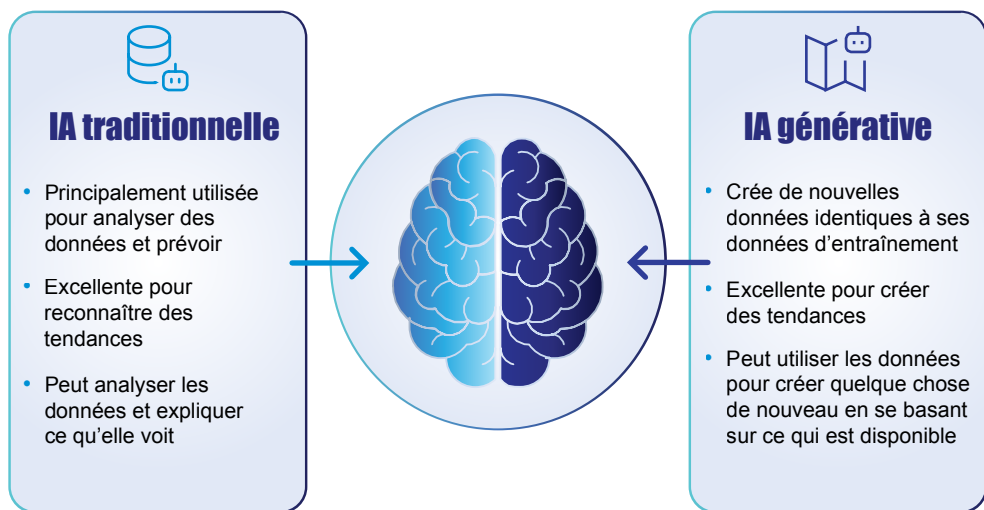 IA traditionnelle
• Principalement utilisée
pour analyser des
données et prévoir
• Excellente pour
reconnaître des
tendances
• Peut analyser les
données et expliquer
ce qu'elle voit
IA générative
• Crée de nouvelles
données identiques à ses
données d'entraînement
• Excellente pour créer
des tendances
• Peut utiliser les données
pour créer quelque chose
de nouveau en se basant
sur ce qui est disponible